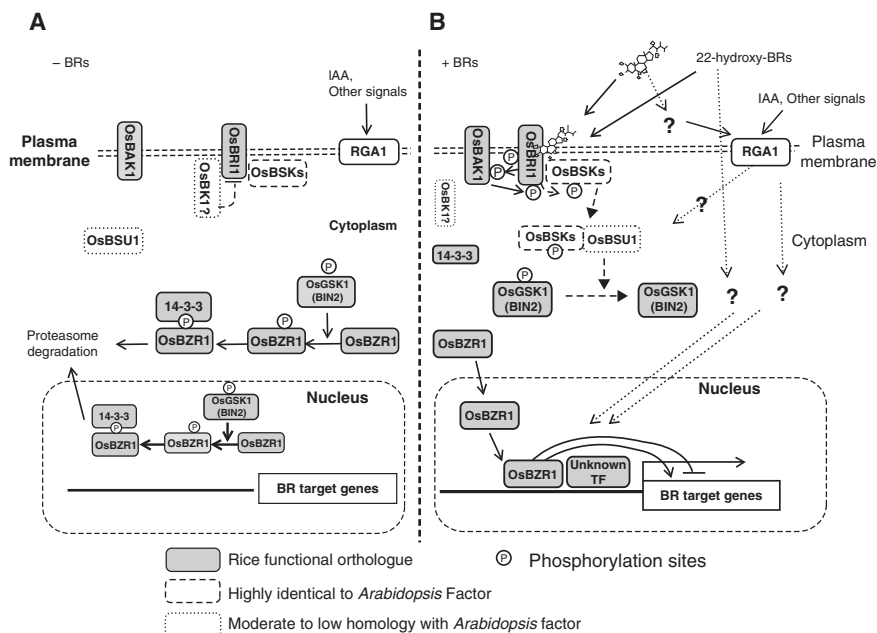 A
– BRs
IAA,
Other signals
Plasma
membrane
OsBAK1
OsBRI1
OsBK1?
OsBSKs
RGA1
OsBSU1
Cytoplasm
P
OsGSK1
(BIN2)
14-3-3
P
OsBZR1
P
OsBZR1
OsBZR1
Proteasome
degradation
Nucleus
P
OsGSK1
(BIN2)
14-3-3
P
OsBZR1
P
OsBZR1
OsBZR1
BR target genes
B
+ BRs
22-hydroxy-BRs
?
IAA, Other signals
Plasma
membrane
OsBAK1
OsBRI1
P
P
P
P
OsBSKs
RGA1
OsBK1?
?
Cytoplasm
14-3-3
OsBSKs
P
OsBSU1
P
OsGSK1
(BIN2)
OsGSK1
(BIN2)
?
?
OsBZR1
Nucleus
OsBZR1
OsBZR1
Unknown
TF
BR target genes
Rice functional orthologue
P
Phosphorylation sites
Highly identical to Arabidopsis Factor
Moderate to low homology with Arabidopsis factor